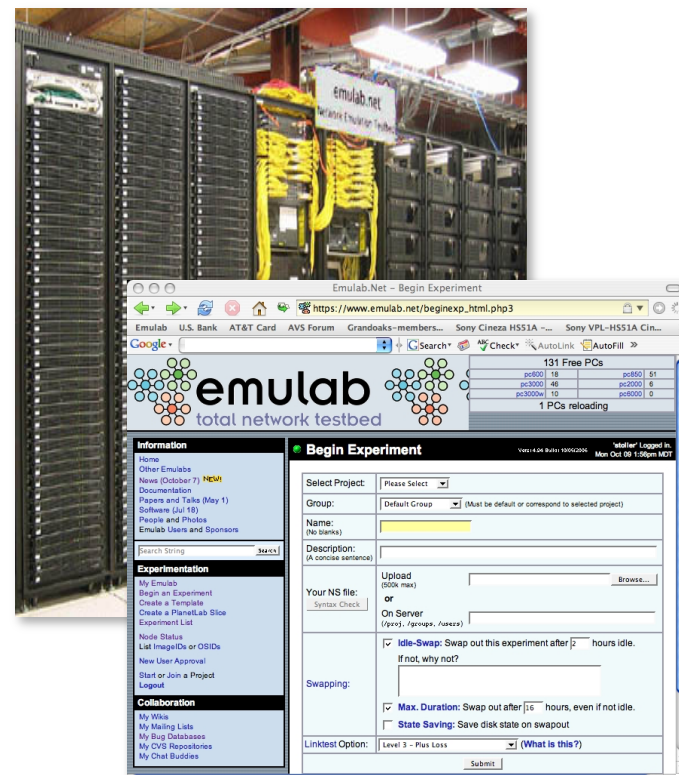 emulab.net
Network Emulation Testbed
Emulab.Net – Begin Experiment
https://www.emulab.net/beginexp_html.php3
Emulab U.S. Bank AT&T Card AVS Forum Grandoaks-members... Sony Cineza HS51A -... Sony VPL-HS51A Cin...
Google Search Check AutoLink AutoFill »
emulab
total network testbed
131 Free PCs
pc600 18 pc850 51
pc3000 46 pc2000 6
pc3000w 10 pc6000 0
1 PCs reloading
Information
Home
Other Emulabs
News (October 7) NEW!
Documentation
Papers and Talks (May 1)
Software (Jul 18)
People and Photos
Emulab Users and Sponsors
Search String Search
Experimentation
My Emulab
Begin an Experiment
Create a Template
Create a PlanetLab Slice
Experiment List
Node Status
List ImageIDs or OSIDs
New User Approval
Start or Join a Project
Logout
Collaboration
My Wikis
My Mailing Lists
My Bug Databases
My CVS Repositories
My Chat Buddies
Begin Experiment
Vers: 4.84 Build: 10/09/2006
'stoller' Logged in.
Mon Oct 09 1:56pm MDT
Select Project: Please Select
Group: Default Group (Must be default or correspond to selected project)
Name:
(No blanks)
Description:
(A concise sentence)
Your NS file:
Syntax Check
Upload
(500k max)
Browse...
or
On Server
(/proj, /groups, /users)
Swapping:
Idle-Swap: Swap out this experiment after 2 hours idle.
If not, why not?
Max. Duration: Swap out after 16 hours, even if not idle.
State Saving: Save disk state on swapout
Linktest Option: Level 3 - Plus Loss (What is this?)
Submit